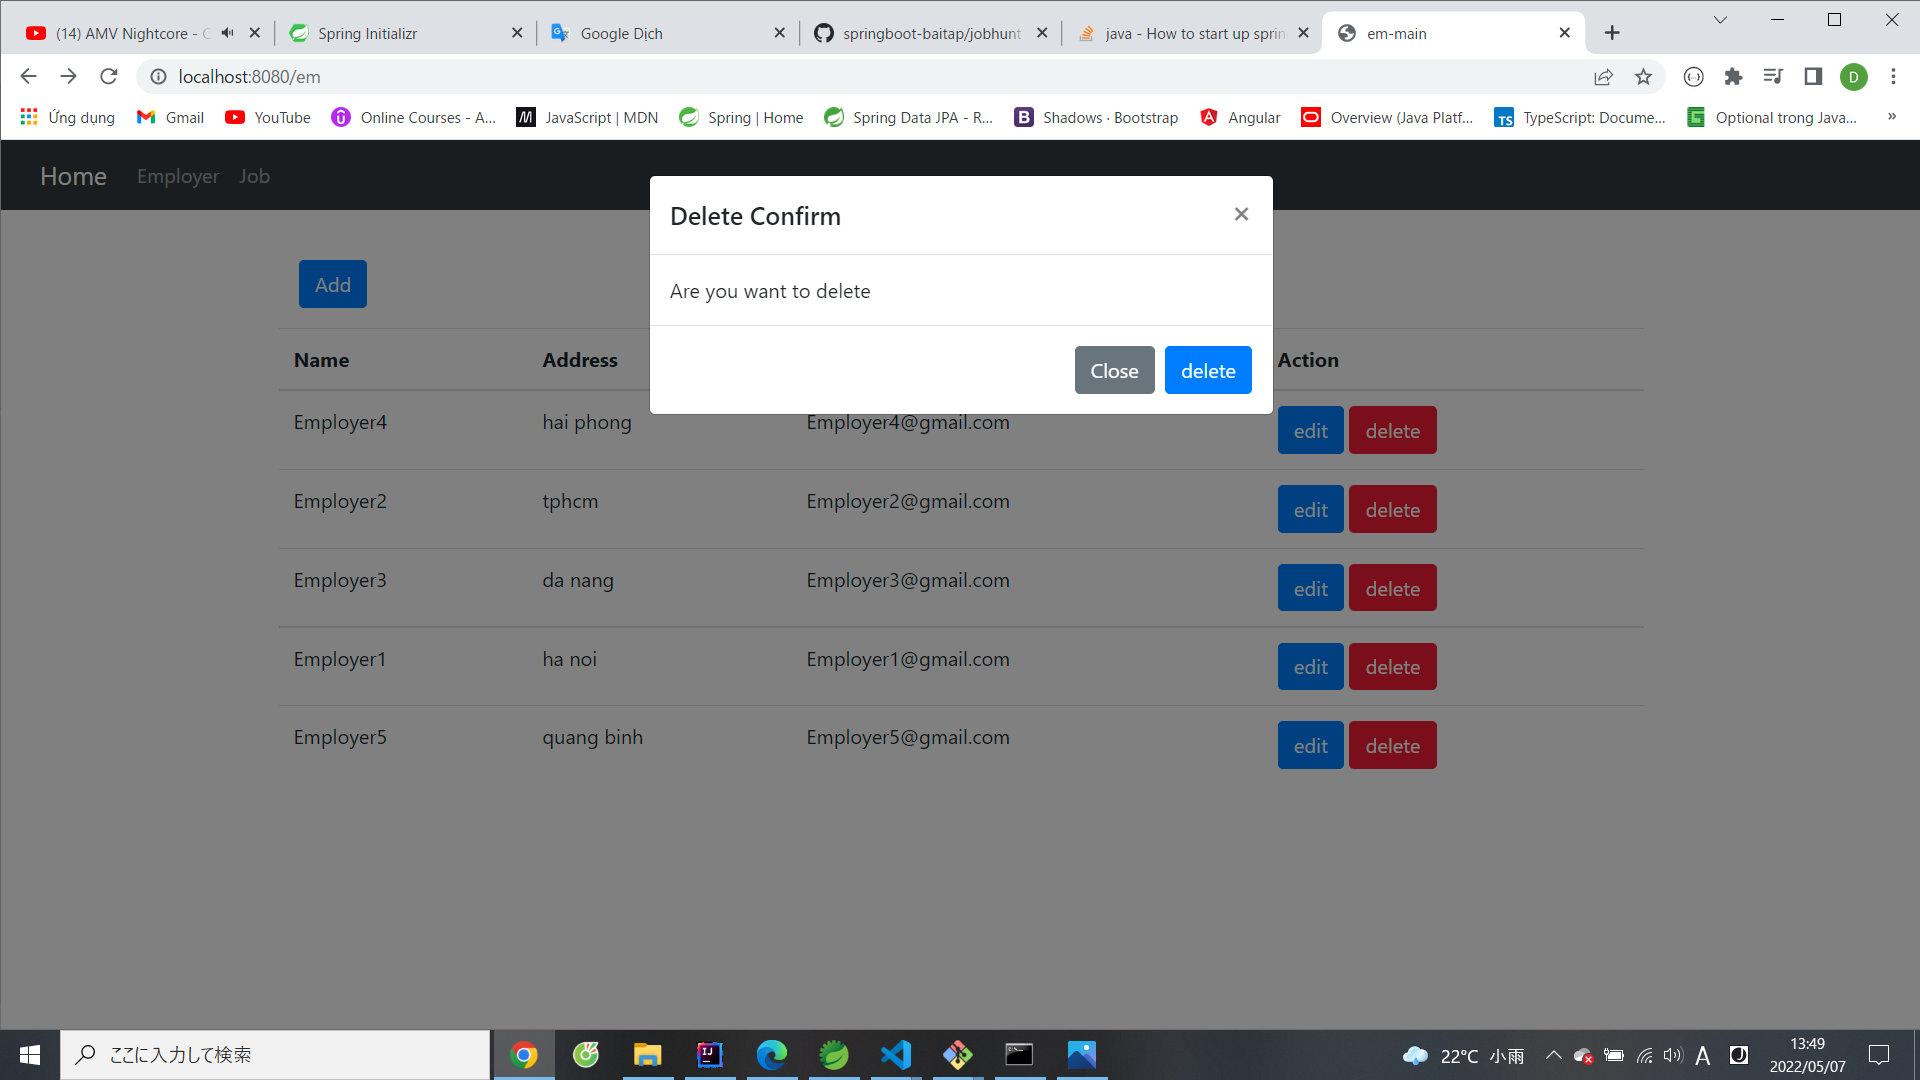 (14) AMV Nightcore - C
Spring Initializr
Google Dịch
springboot-baitap/jobhunt
java - How to start up sprin
em-main
localhost:8080/em
D
Ứng dụng
Gmail
YouTube
Online Courses - A...
JavaScript | MDN
Spring | Home
Spring Data JPA - R...
Shadows · Bootstrap
Angular
Overview (Java Platf...
TypeScript: Docume...
Optional trong Java...
»
Home Employer Job
Delete Confirm ×
Are you want to delete
Close delete
Add
Name Address Action
Employer4 hai phong Employer4@gmail.com edit delete
Employer2 tphcm Employer2@gmail.com edit delete
Employer3 da nang Employer3@gmail.com edit delete
Employer1 ha noi Employer1@gmail.com edit delete
Employer5 quang binh Employer5@gmail.com edit delete
ここに入力して検索
22°C 小雨
A
13:49
2022/05/07